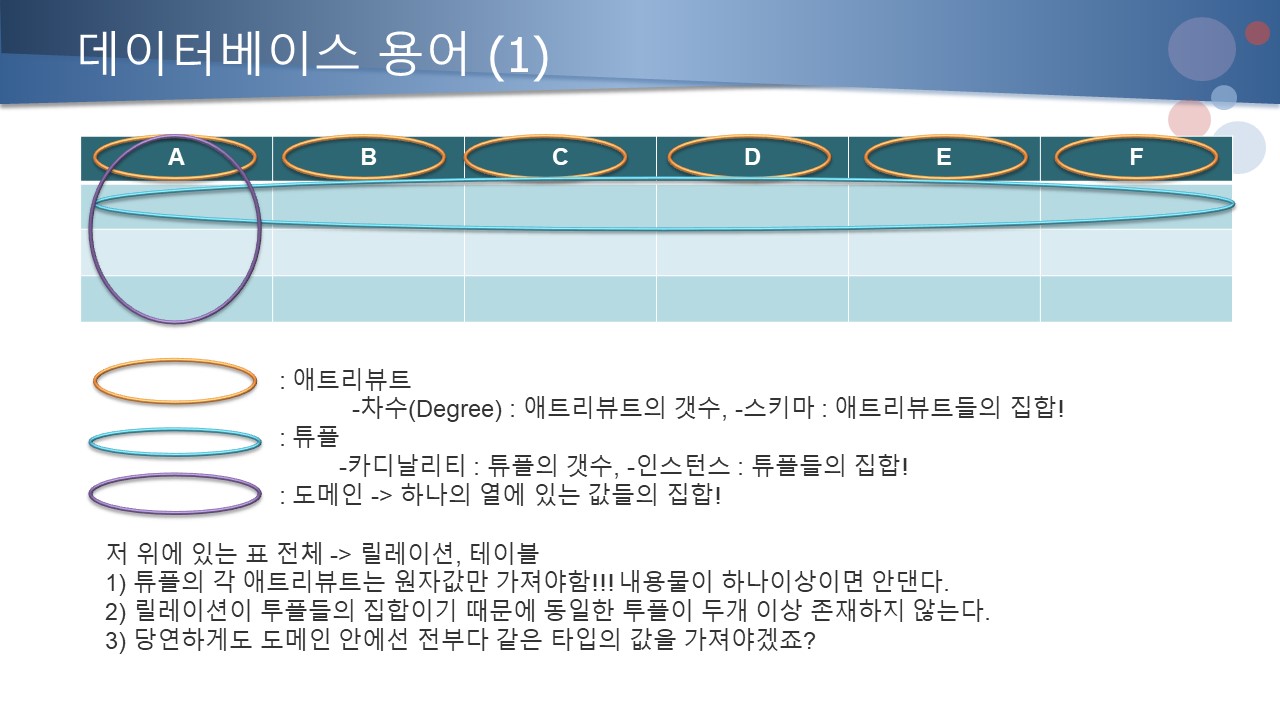 데이터베이스 용어 (1)
A B C D E F
: 애트리뷰트
-차수(Degree) : 애트리뷰트의 갯수, -스키마 : 애트리뷰트들의 집합!
: 튜플
-카디날리티 : 튜플의 갯수, -인스턴스 : 튜플들의 집합!
: 도메인 -> 하나의 열에 있는 값들의 집합!
저 위에 있는 표 전체 -> 릴레이션, 테이블
1) 튜플의 각 애트리뷰트는 원자값만 가져야함!!! 내용물이 하나이상이면 안댄다.
2) 릴레이션이 투플들의 집합이기 때문에 동일한 투플이 두개 이상 존재하지 않는다.
3) 당연하게도 도메인 안에선 전부다 같은 타입의 값을 가져야겠죠?